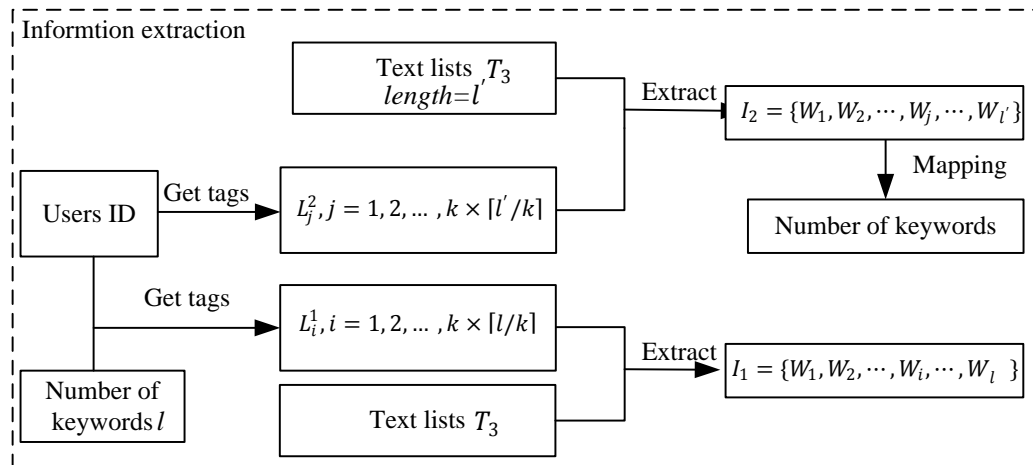 Informtion extraction
Text lists T₃
length=l′
Extract
I₂ = {W₁, W₂, ⋯, Wⱼ, ⋯, W_l′}
Mapping
Get tags
Users ID
L²ⱼ, j = 1, 2, … , k × ⌈l′/k⌉
Number of keywords
Get tags
L¹ᵢ, i = 1, 2, … , k × ⌈l/k⌉
Extract
I₁ = {W₁, W₂, ⋯, Wᵢ, ⋯, W_l }
Number of
keywords l
Text lists T₃